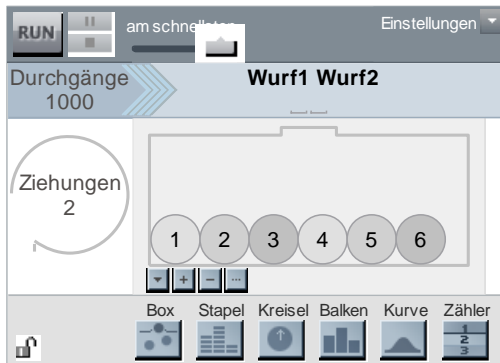 RUN
am schnellsten
Einstellungen
Durchgänge
1000
Wurf1 Wurf2
Ziehungen
2
1 2 3 4 5 6
Box Stapel Kreisel Balken Kurve Zähler
1
2
3